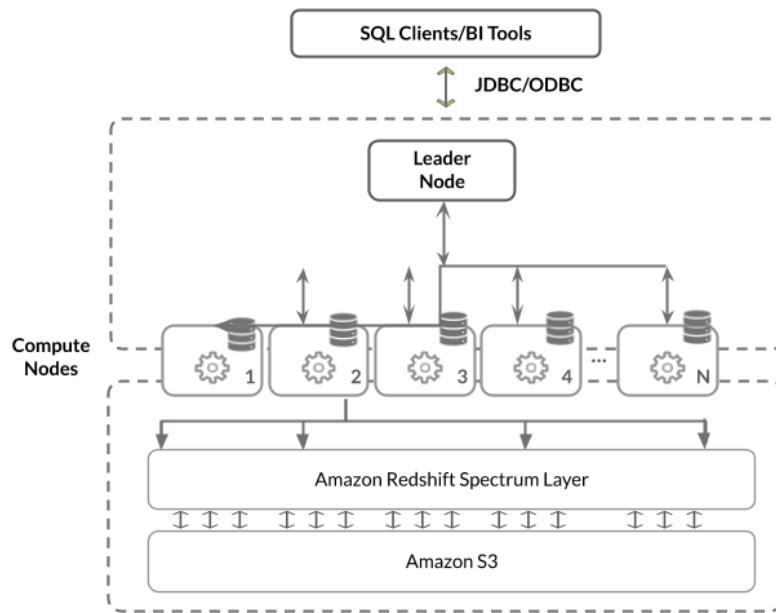 SQL Clients/BI Tools
JDBC/ODBC
Leader
Node
Compute
Nodes
1
2
3
4
...
N
Amazon Redshift Spectrum Layer
Amazon S3